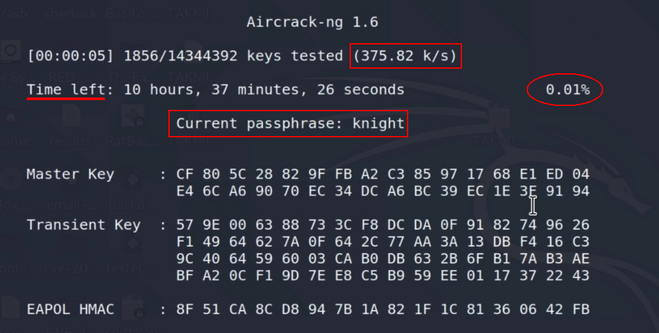 Aircrack-ng 1.6
[00:00:05] 1856/14344392 keys tested (375.82 k/s)
Time left: 10 hours, 37 minutes, 26 seconds 0.01%
Current passphrase: knight
Master Key : CF 80 5C 28 82 9F FB A2 C3 85 97 17 68 E1 ED 04
E4 6C A6 90 70 EC 34 DC A6 BC 39 EC 1E 3E 91 94
Transient Key : 57 9E 00 63 88 73 3C F8 DC DA 0F 91 82 74 96 26
F1 49 64 62 7A 0F 64 2C 77 AA 3A 13 DB F4 16 C3
9C 40 64 59 60 03 CA B0 DB 63 2B 6F B1 7A B3 AE
BF A2 0C F1 9D 7E E8 C5 B9 59 EE 01 17 37 22 43
EAPOL HMAC : 8F 51 CA 8C D8 94 7B 1A 82 1F 1C 81 36 06 42 FB